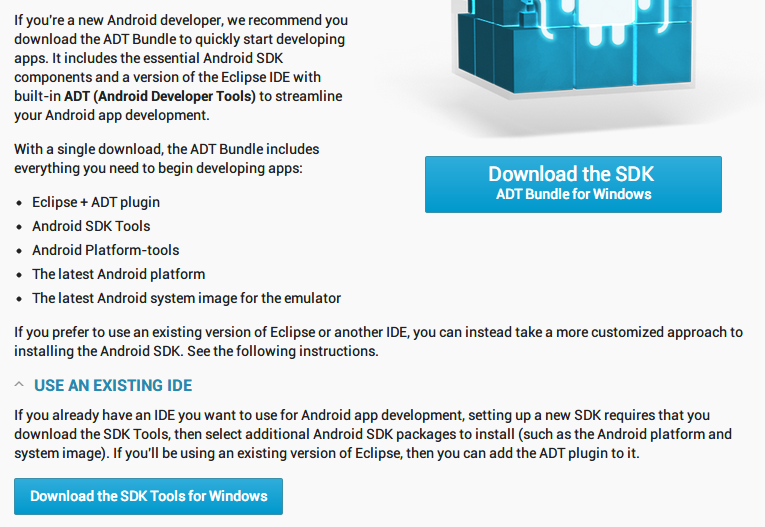 If you're a new Android developer, we recommend you
download the ADT Bundle to quickly start developing
apps. It includes the essential Android SDK
components and a version of the Eclipse IDE with
built-in ADT (Android Developer Tools) to streamline
your Android app development.
With a single download, the ADT Bundle includes
everything you need to begin developing apps:
• Eclipse + ADT plugin
• Android SDK Tools
• Android Platform-tools
• The latest Android platform
• The latest Android system image for the emulator
Download the SDK
ADT Bundle for Windows
If you prefer to use an existing version of Eclipse or another IDE, you can instead take a more customized approach to
installing the Android SDK. See the following instructions.
USE AN EXISTING IDE
If you already have an IDE you want to use for Android app development, setting up a new SDK requires that you
download the SDK Tools, then select additional Android SDK packages to install (such as the Android platform and
system image). If you'll be using an existing version of Eclipse, then you can add the ADT plugin to it.
Download the SDK Tools for Windows